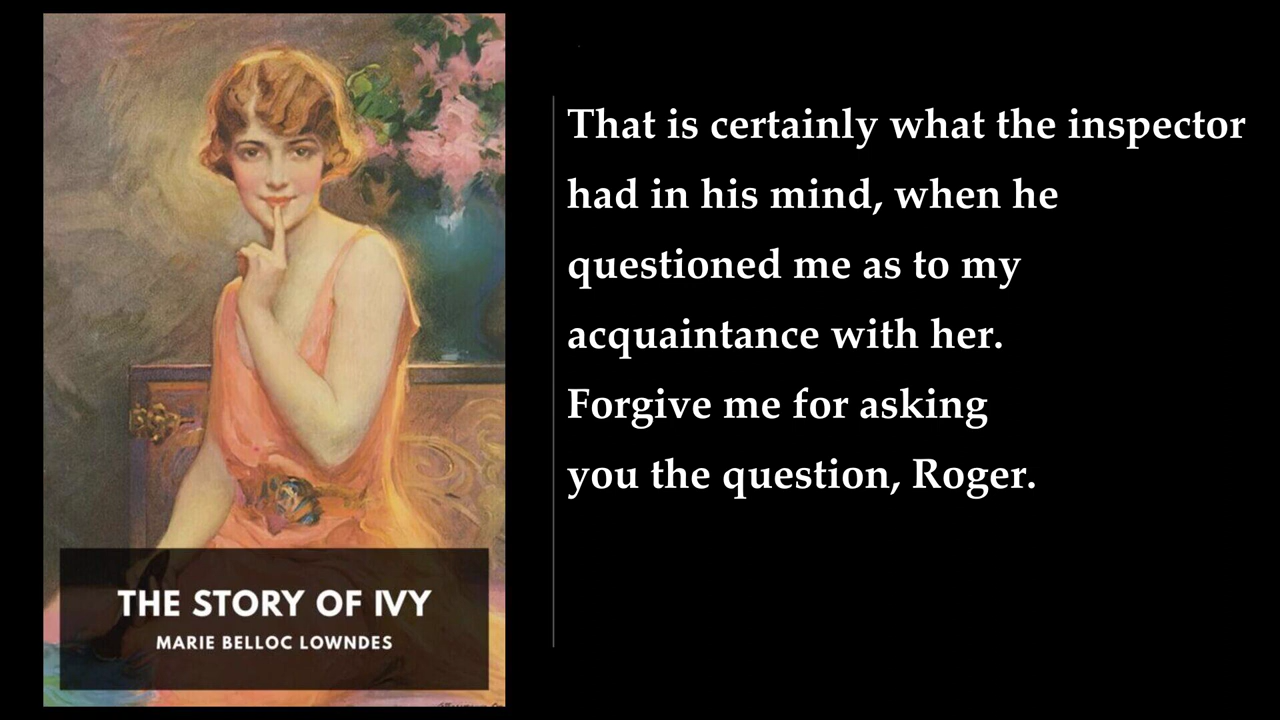 THE STORY OF IVY
MARIE BELLOC LOWNDES
That is certainly what the inspector
had in his mind, when he
questioned me as to my
acquaintance with her.
Forgive me for asking
you the question, Roger.